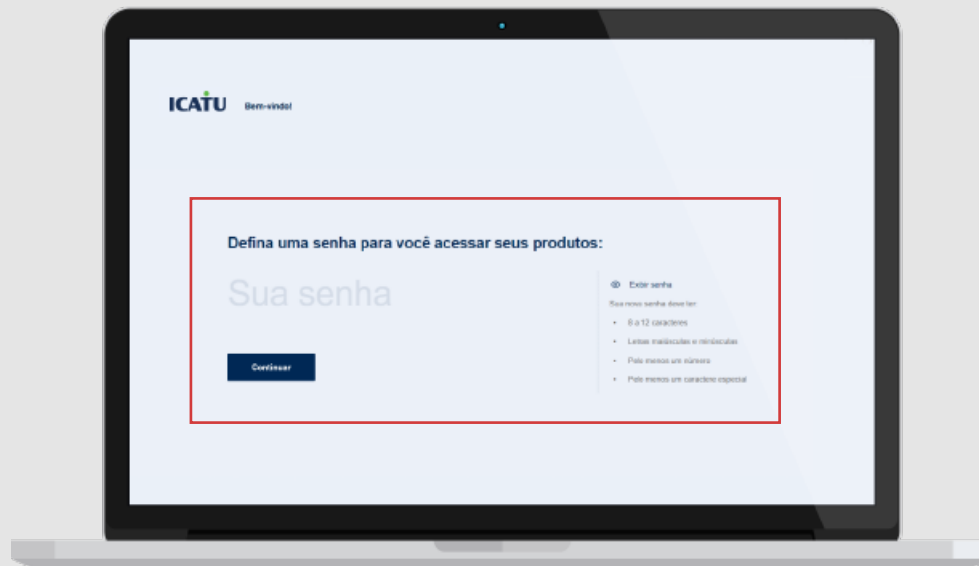 ICATU Bem-vindo!
Defina uma senha para você acessar seus produtos:
Sua senha
Exibir senha
Sua nova senha deve ter:
• 8 a 12 caracteres
• Letras maiúsculas e minúsculas
• Pelo menos um número
• Pelo menos um caractere especial
Continuar